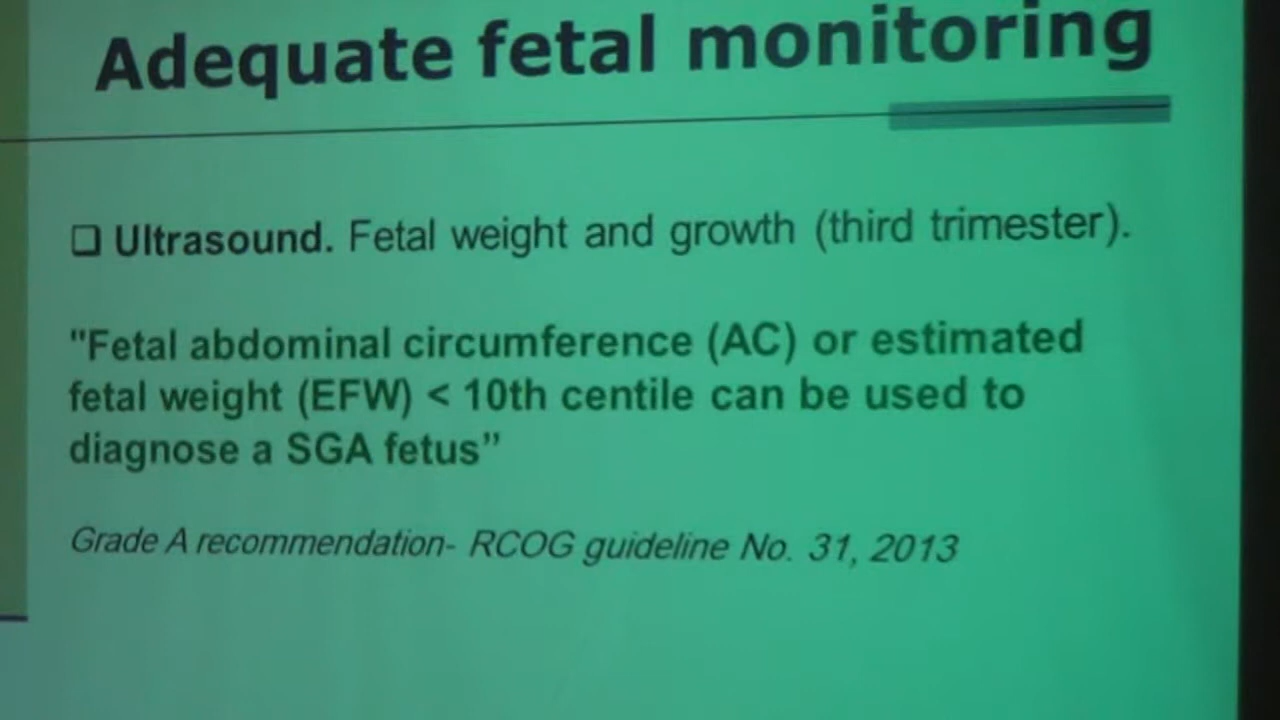 Adequate fetal monitoring
❑ Ultrasound. Fetal weight and growth (third trimester).
"Fetal abdominal circumference (AC) or estimated
fetal weight (EFW) < 10th centile can be used to
diagnose a SGA fetus”
Grade A recommendation- RCOG guideline No. 31, 2013